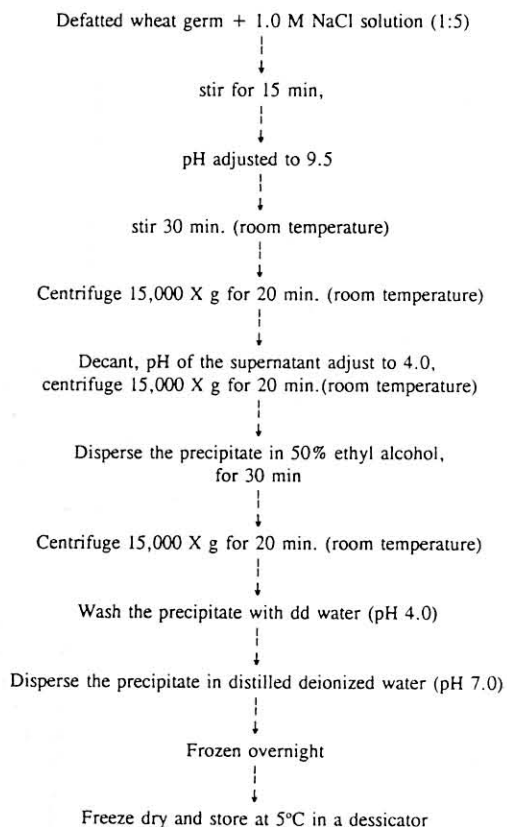 Defatted wheat germ + 1.0 M NaCl solution (1:5)
stir for 15 min,
pH adjusted to 9.5
stir 30 min. (room temperature)
Centrifuge 15,000 X g for 20 min. (room temperature)
Decant, pH of the supernatant adjust to 4.0,
centrifuge 15,000 X g for 20 min.(room temperature)
Disperse the precipitate in 50% ethyl alcohol,
for 30 min
Centrifuge 15,000 X g for 20 min. (room temperature)
Wash the precipitate with dd water (pH 4.0)
Disperse the precipitate in distilled deionized water (pH 7.0)
Frozen overnight
Freeze dry and store at 5°C in a dessicator